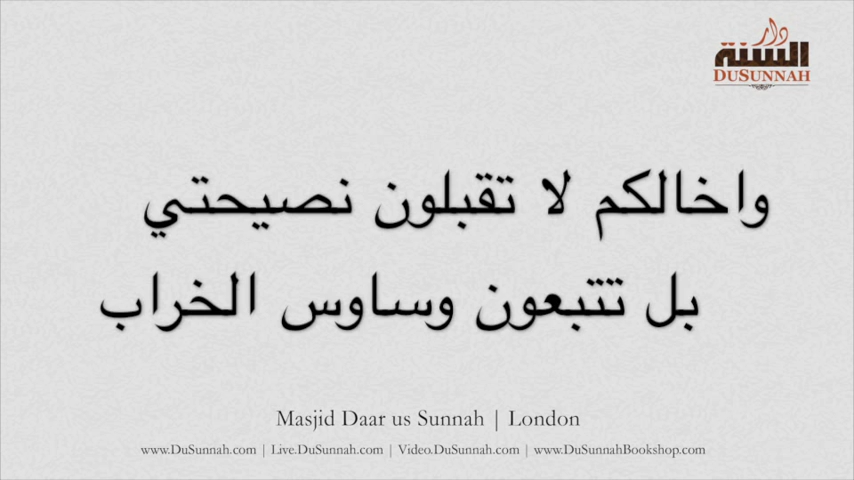 دار
السنة
DUSUNNAH
واخالكم لا تقبلون نصيحتي
بل تتبعون وساوس الخراب
Masjid Daar us Sunnah | London
www.DuSunnah.com | Live.DuSunnah.com | Video.DuSunnah.com | www.DuSunnahBookshop.com